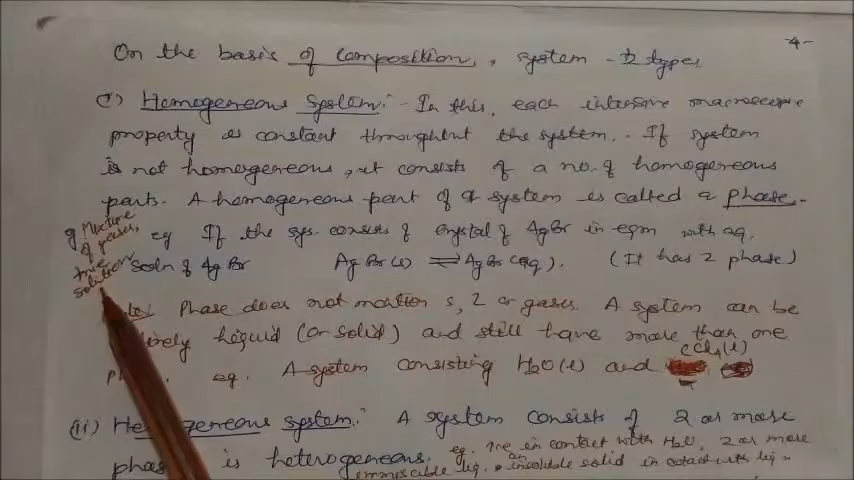 -4-
On the basis of composition, system - 2 types
(i) Homogeneous System:- In this, each intensive macroscopic
property is constant throughout the system. If system
is not homogeneous, it consists of a no. of homogeneous
parts. A homogeneous part of a system is called a phase.
eg Mixture
of gases,
true
solution
eg If the sys. consists of crystal of AgBr in eqm with aq.
soln of AgBr AgBr(s) ⇌ AgBr(aq). (It has 2 phase)
Phase does not mention s, l or gases. A system can be
liquid (or solid) and still have more than one
eg. A system consisting H2O(l) and CCl4(l)
(ii) Heterogeneous system:- A system consists of 2 or more
phase is heterogeneous. eg. Ice in contact with H2O, 2 or more
immiscible liq. an insoluble solid in contact with liq.